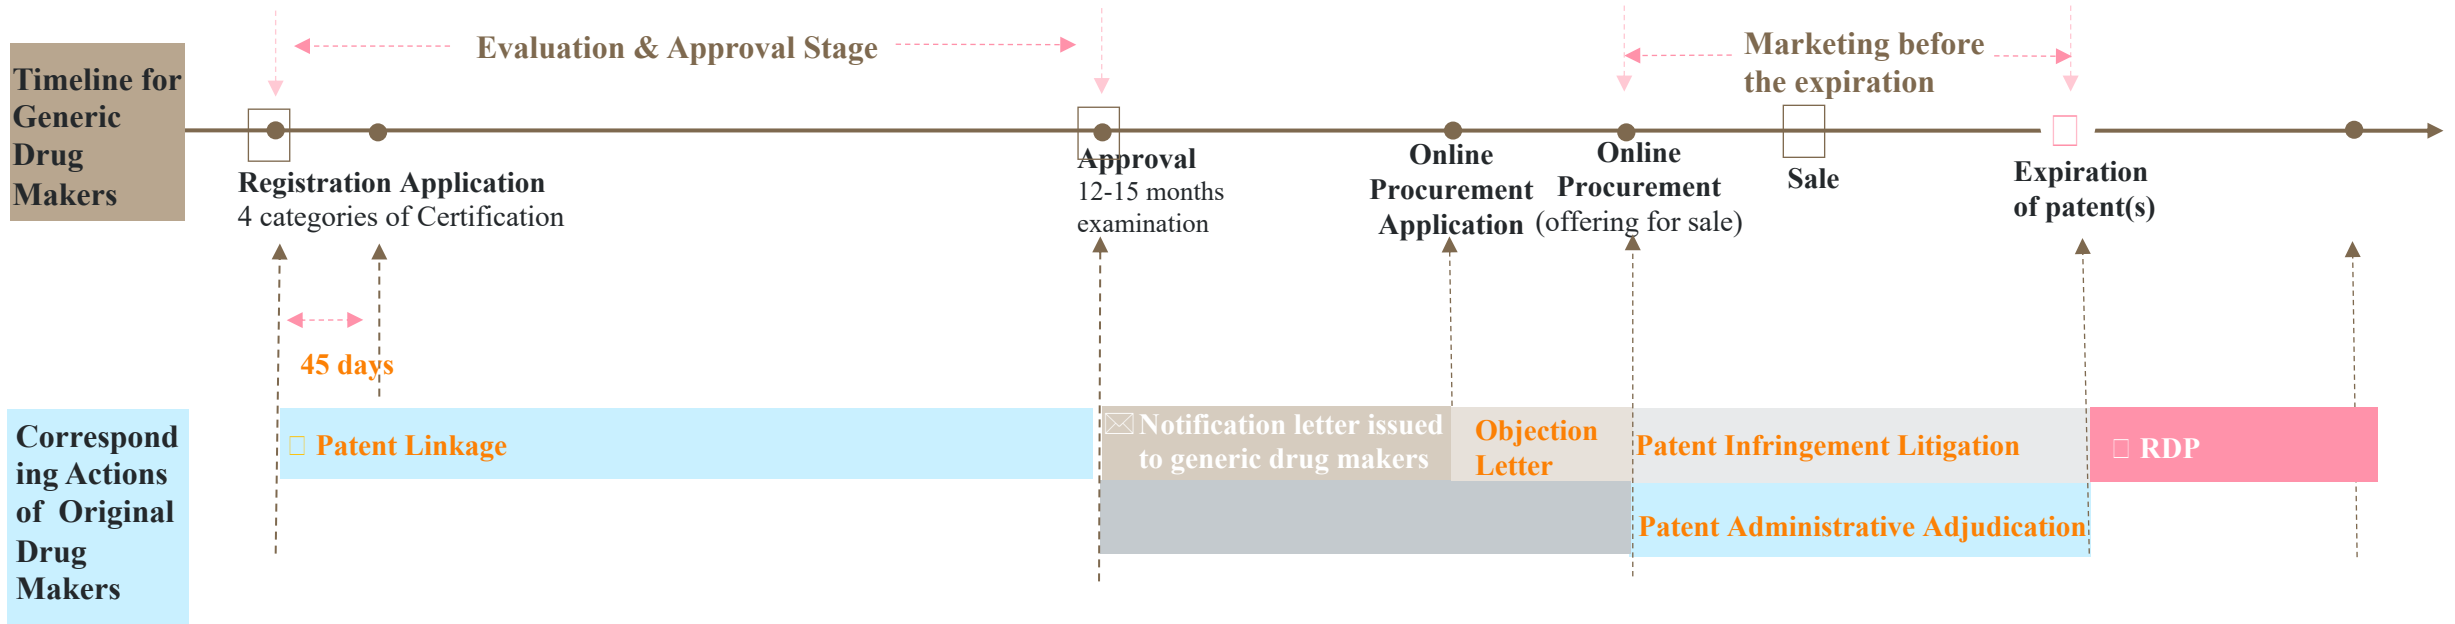 Evaluation & Approval Stage
Marketing before
the expiration
Timeline for
Generic
Drug
Makers
Registration Application
4 categories of Certification
Approval
12-15 months
examination
Online
Procurement
Application
Online
Procurement
(offering for sale)
Sale
Expiration
of patent(s)
45 days
Correspond
ing Actions
of Original
Drug
Makers
Patent Linkage
Notification letter issued
to generic drug makers
Objection
Letter
Patent Infringement Litigation
RDP
Patent Administrative Adjudication